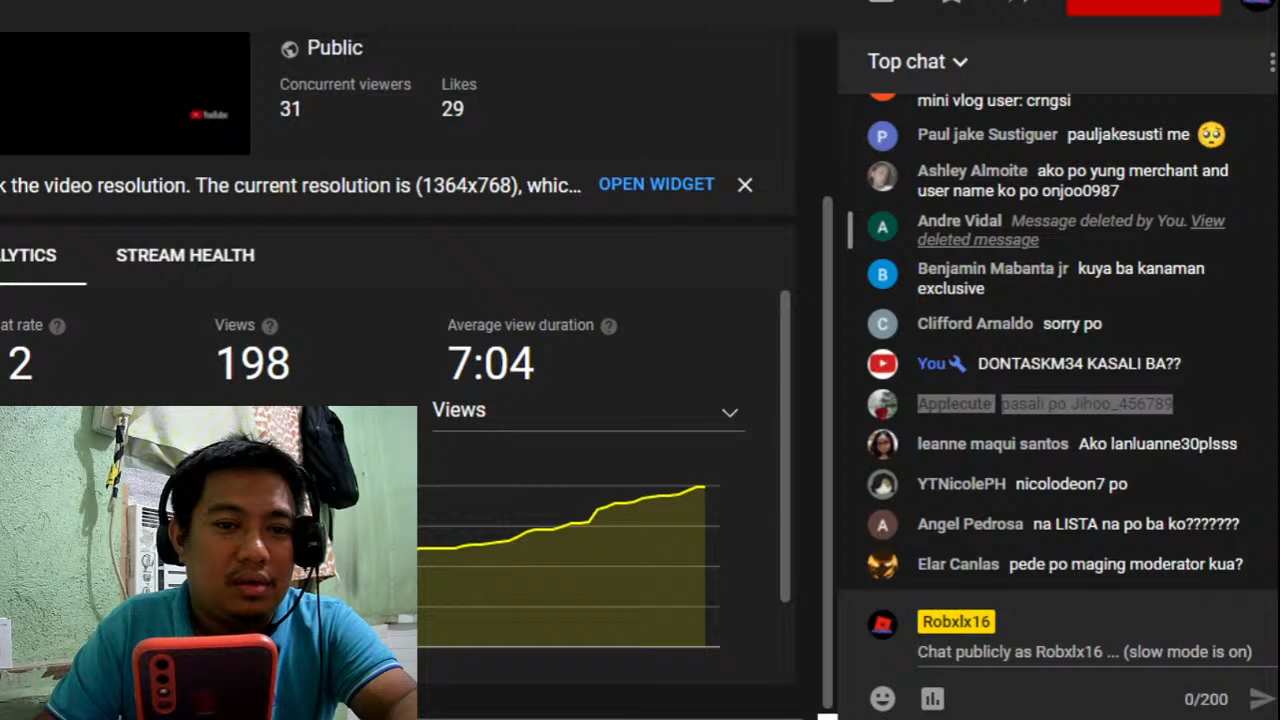 Public
Concurrent viewers
31
Likes
29
YouTube
k the video resolution. The current resolution is (1364x768), whic...
OPEN WIDGET
LYTICS
STREAM HEALTH
at rate
2
Views
198
Average view duration
7:04
Views
Top chat
mini vlog user: crngsi
P
Paul jake Sustiguer pauljakesusti me 🥺
Ashley Almoite ako po yung merchant and
user name ko po onjoo0987
A
Andre Vidal Message deleted by You. View
deleted message
B
Benjamin Mabanta jr kuya ba kanaman
exclusive
C
Clifford Arnaldo sorry po
You DONTASKM34 KASALI BA??
Applecute pasali po Jihoo_456789
leanne maqui santos Ako lanluanne30plsss
YTNicolePH nicolodeon7 po
A
Angel Pedrosa na LISTA na po ba ko???????
Elar Canlas pede po maging moderator kua?
Robxlx16
Chat publicly as Robxlx16 ... (slow mode is on)
0/200